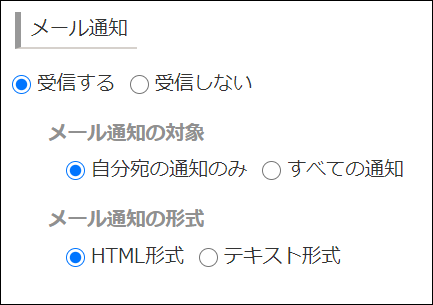 メール通知
受信する 受信しない
メール通知の対象
自分宛の通知のみ すべての通知
メール通知の形式
HTML形式 テキスト形式